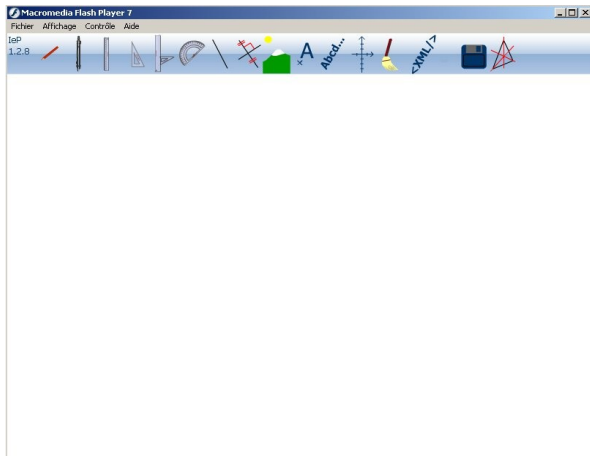 Macromedia Flash Player 7
Fichier Affichage Contrôle Aide
IeP
1.2.8
A
Abcd...
<XML/>